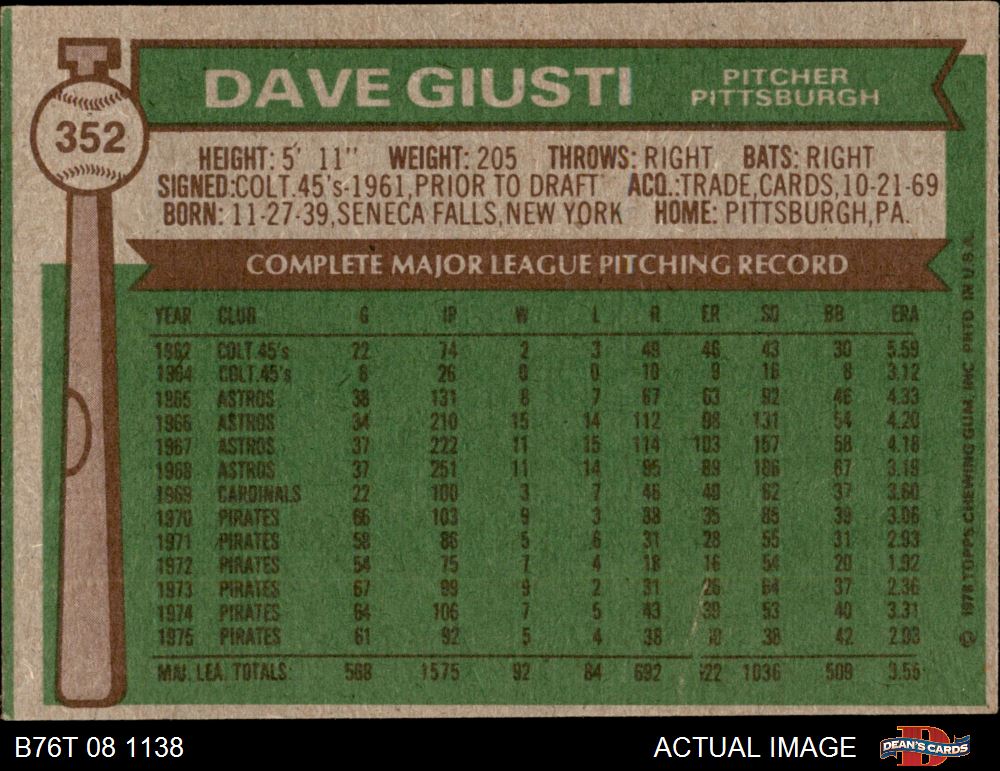 352
DAVE GIUSTI
PITCHER
PITTSBURGH
HEIGHT: 5' 11" WEIGHT: 205 THROWS: RIGHT BATS: RIGHT
SIGNED: COLT.45's-1961, PRIOR TO DRAFT ACQ.: TRADE, CARDS, 10-21-69
BORN: 11-27-39, SENECA FALLS, NEW YORK HOME: PITTSBURGH, PA.
COMPLETE MAJOR LEAGUE PITCHING RECORD
YEAR CLUB G IP W L R ER SO BB ERA
1962 COLT.45's 22 74 2 3 49 46 43 30 5.59
1964 COLT.45's 8 26 0 0 10 9 16 8 3.12
1965 ASTROS 38 131 8 7 67 63 92 46 4.33
1966 ASTROS 34 210 15 14 112 98 131 54 4.20
1967 ASTROS 37 222 11 15 114 103 157 58 4.18
1968 ASTROS 37 251 11 14 95 89 186 67 3.19
1969 CARDINALS 22 100 3 7 46 40 62 37 3.60
1970 PIRATES 66 103 9 3 38 35 85 39 3.06
1971 PIRATES 58 86 5 6 31 28 55 31 2.93
1972 PIRATES 54 75 7 4 18 16 54 20 1.92
1973 PIRATES 67 99 9 2 31 26 64 37 2.36
1974 PIRATES 64 106 7 5 43 39 53 40 3.31
1975 PIRATES 61 92 5 4 38 38 42 2.93
MAJ. LEA. TOTALS: 568 1575 92 84 692 1036 509 3.55
© 1976 TOPPS CHEWING GUM, INC. PRTD. IN U.S.A.
B76T 08 1138
ACTUAL IMAGE
D
DEAN'S CARDS